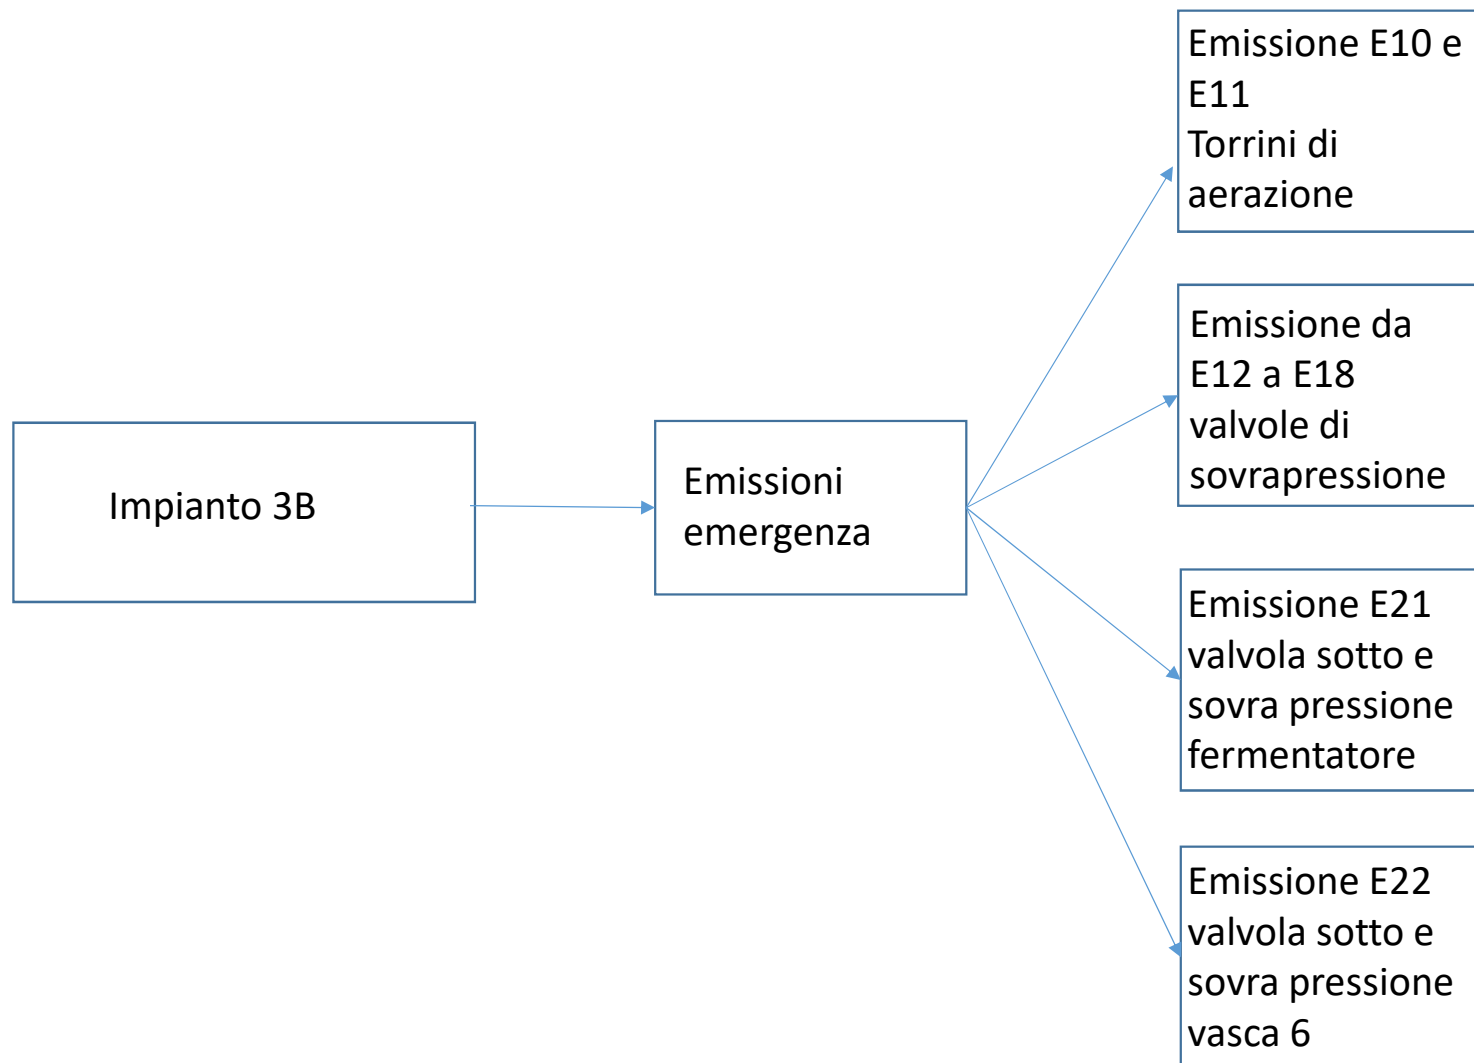 Impianto 3B
Emissioni
emergenza
Emissione E10 e
E11
Torrini di
aerazione
Emissione da
E12 a E18
valvole di
sovrapressione
Emissione E21
valvola sotto e
sovra pressione
fermentatore
Emissione E22
valvola sotto e
sovra pressione
vasca 6